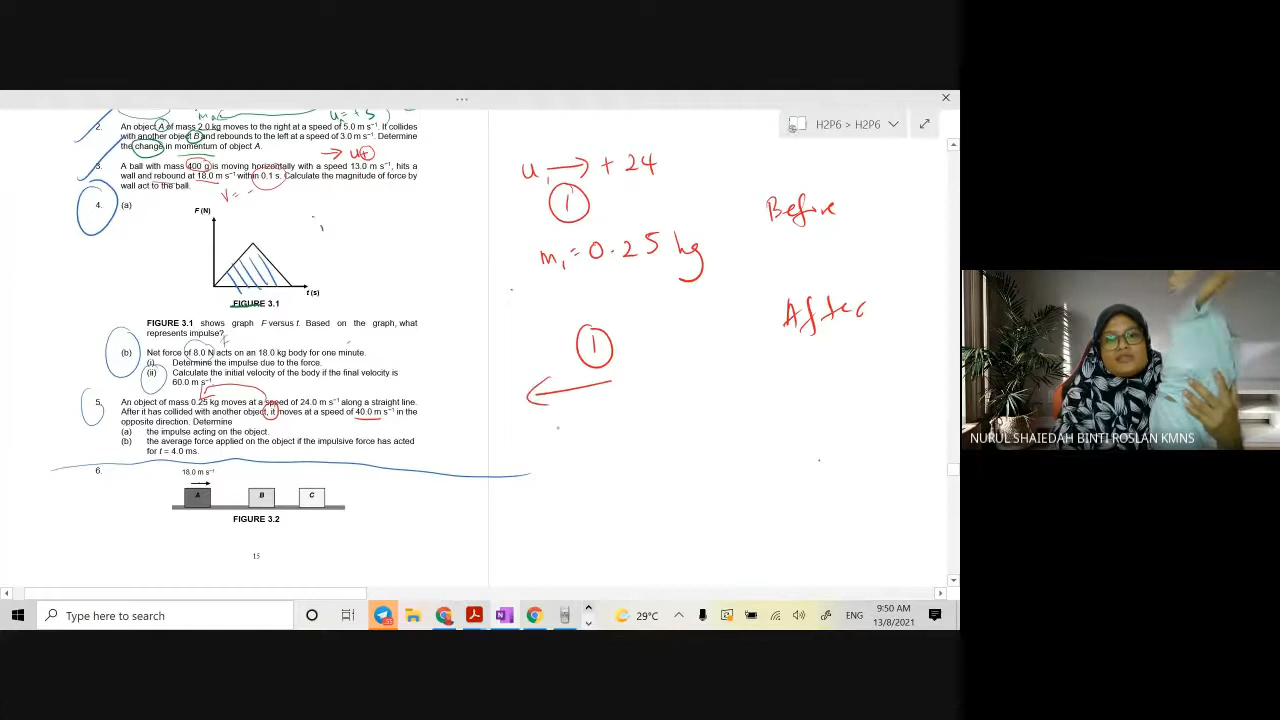 H2P6 > H2P6
u = + 5
2. An object A of mass 2.0 kg moves to the right at a speed of 5.0 m s⁻¹. It collides
with another object B and rebounds to the left at a speed of 3.0 m s⁻¹. Determine
the change in momentum of object A.
→ u +
3. A ball with mass 400 g is moving horizontally with a speed 13.0 m s⁻¹, hits a
wall and rebound at 18.0 m s⁻¹ within 0.1 s. Calculate the magnitude of force by
wall act to the ball.
V = -
4. (a)
F (N)
t (s)
FIGURE 3.1
FIGURE 3.1 shows graph F versus t. Based on the graph, what
represents impulse?
(b) Net force of 8.0 N acts on an 18.0 kg body for one minute.
(i) Determine the impulse due to the force.
(ii) Calculate the initial velocity of the body if the final velocity is
60.0 m s⁻¹.
5. An object of mass 0.25 kg moves at a speed of 24.0 m s⁻¹ along a straight line.
After it has collided with another object, it moves at a speed of 40.0 m s⁻¹ in the
opposite direction. Determine
(a) the impulse acting on the object.
(b) the average force applied on the object if the impulsive force has acted
for t = 4.0 ms.
6.
18.0 m s⁻¹
A B C
FIGURE 3.2
15
u₁ → + 24
1
Before
m₁ = 0.25 kg
After
1
NURUL SHAIEDAH BINTI ROSLAN KMNS
Type here to search
29°C
ENG
9:50 AM
13/8/2021